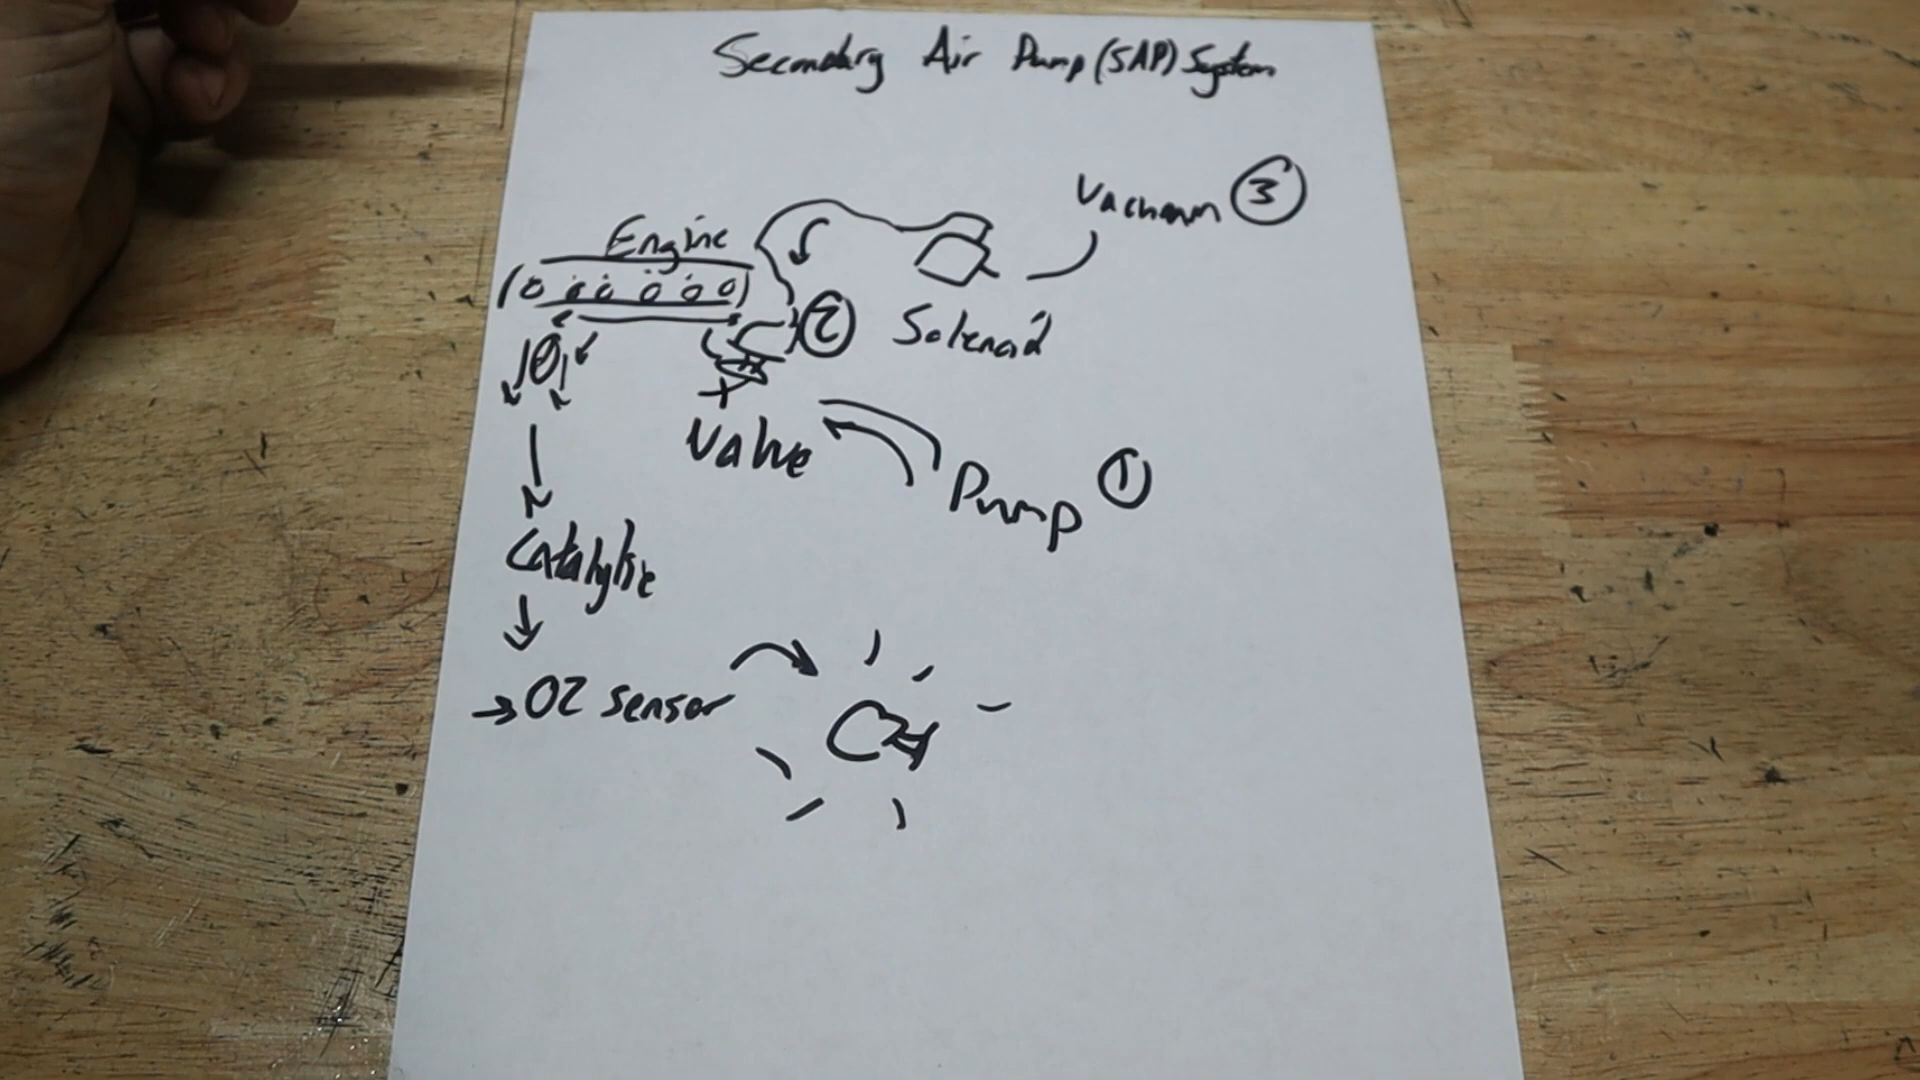 Secondary Air Pump (SAP) System
Vacuum 3
Engine
2 Solenoid
Valve
Pump 1
Catalytic
→ O2 sensor